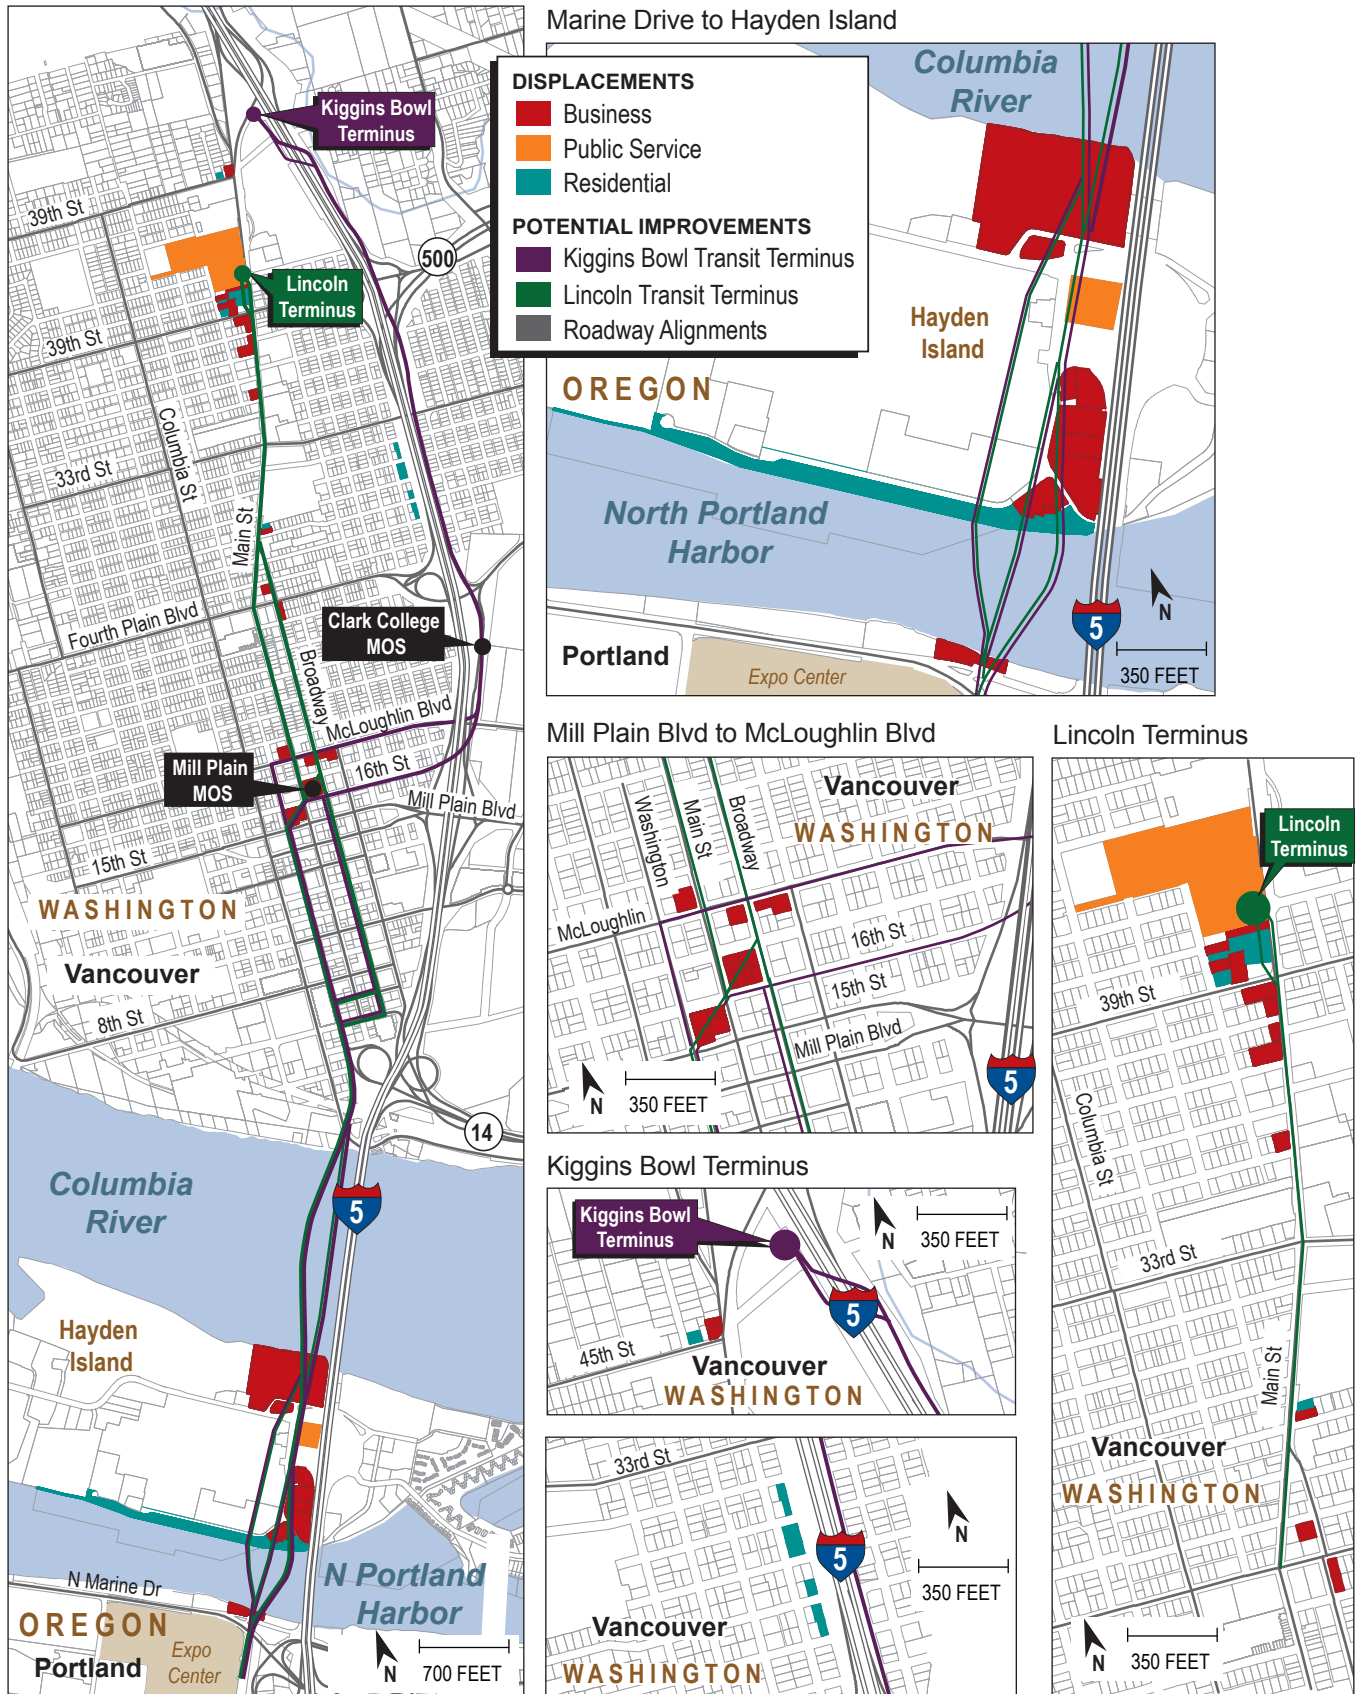 Kiggins Bowl
Terminus
39th St
500
Lincoln
Terminus
39th St
Columbia St
33rd St
Main St
Fourth Plain Blvd
Clark College
MOS
Broadway
McLoughlin Blvd
Mill Plain
MOS
16th St
Mill Plain Blvd
15th St
WASHINGTON
Vancouver
8th St
14
Columbia
River
5
Hayden
Island
N Marine Dr
N Portland
Harbor
OREGON
Expo
Center
Portland
N
700 FEET
Marine Drive to Hayden Island
DISPLACEMENTS
Business
Public Service
Residential
POTENTIAL IMPROVEMENTS
Kiggins Bowl Transit Terminus
Lincoln Transit Terminus
Roadway Alignments
Columbia
River
Hayden
Island
OREGON
North Portland
Harbor
N
5
Portland
Expo Center
350 FEET
Mill Plain Blvd to McLoughlin Blvd
Washington
Main St
Broadway
Vancouver
WASHINGTON
McLoughlin
16th St
15th St
Mill Plain Blvd
N
350 FEET
5
Kiggins Bowl Terminus
Kiggins Bowl
Terminus
N
350 FEET
5
45th St
Vancouver
WASHINGTON
33rd St
N
5
350 FEET
Vancouver
WASHINGTON
Lincoln Terminus
Lincoln
Terminus
39th St
Columbia St
33rd St
Main St
Vancouver
WASHINGTON
N
350 FEET